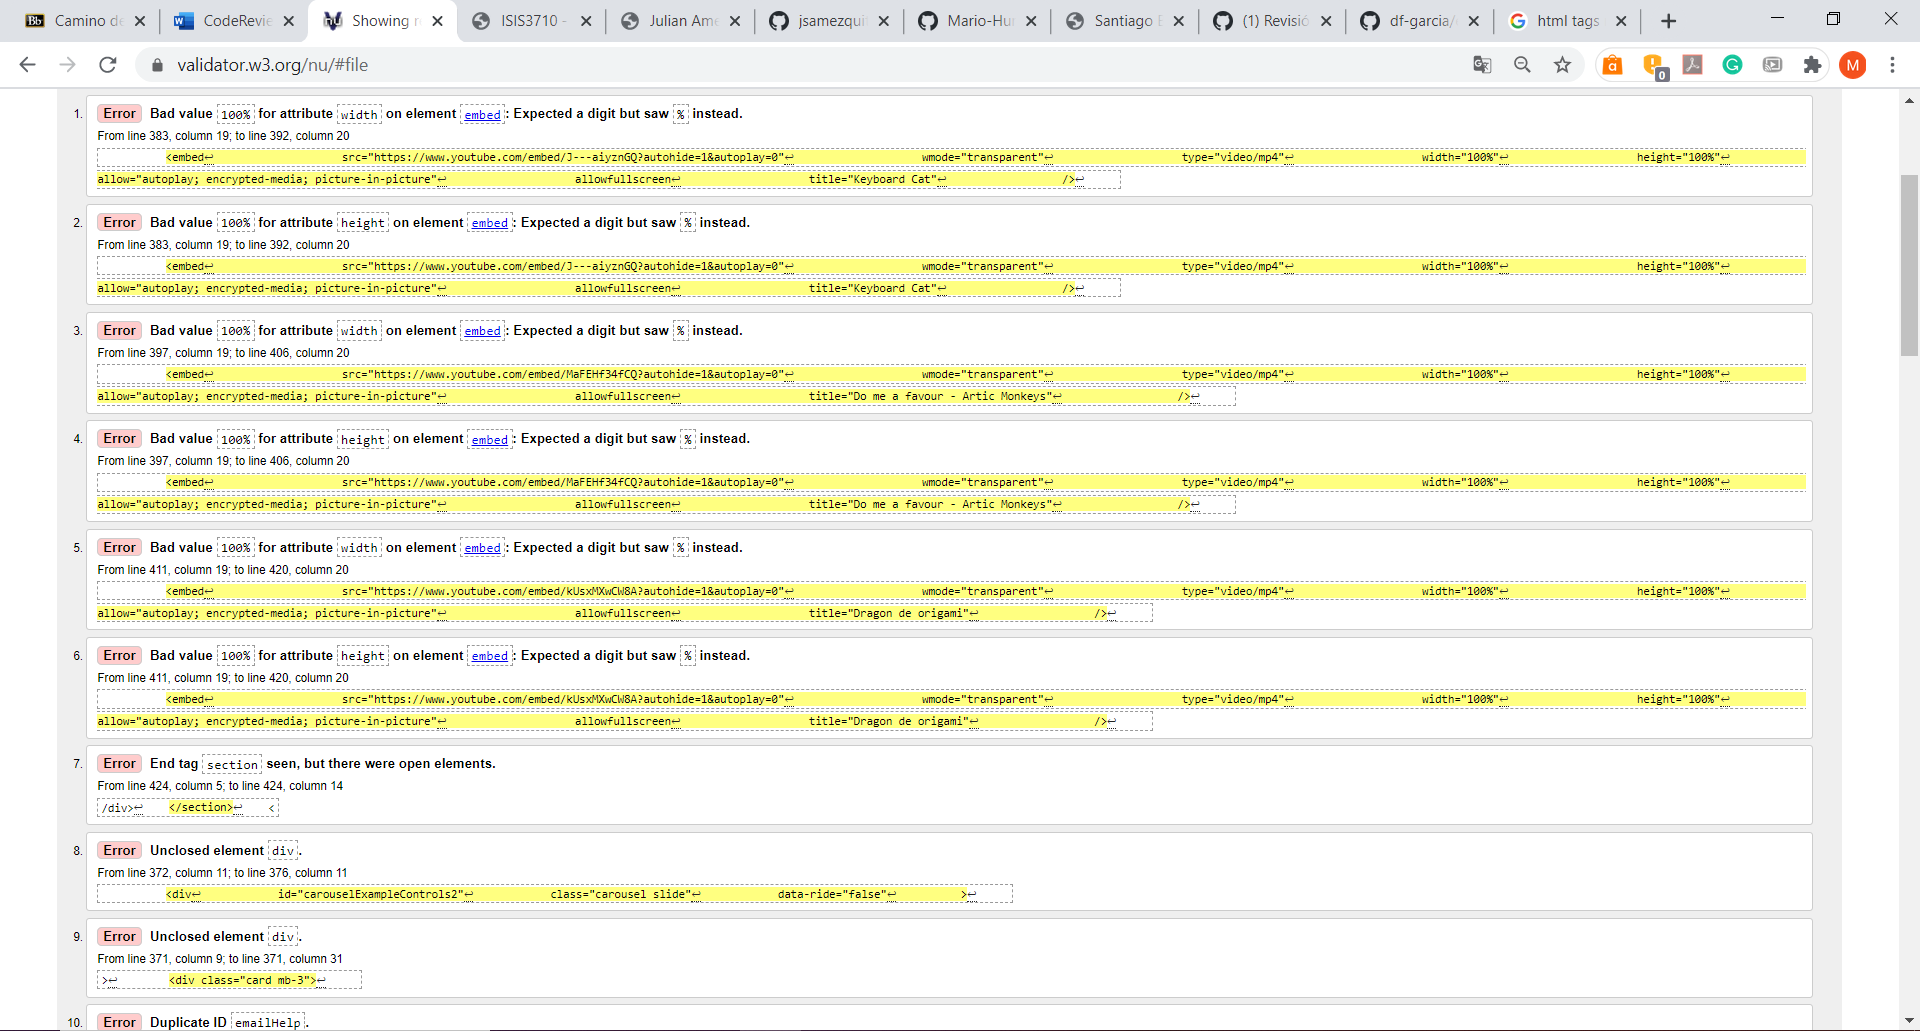 Camino de
CodeRevie
Showing r
ISIS3710 -
Julian Ame
jsamezqui
Mario-Hu
Santiago
(1) Revisió
df-garcia/
html tags
validator.w3.org/nu/#file
0
M
1. Error Bad value 100% for attribute width on element embed: Expected a digit but saw % instead.
From line 383, column 19; to line 392, column 20
<embed↩ src="https://www.youtube.com/embed/J---aiyznGQ?autohide=1&autoplay=0"↩ wmode="transparent"↩ type="video/mp4"↩ width="100%"↩ height="100%"↩
allow="autoplay; encrypted-media; picture-in-picture"↩ allowfullscreen↩ title="Keyboard Cat"↩ />↩
2. Error Bad value 100% for attribute height on element embed: Expected a digit but saw % instead.
From line 383, column 19; to line 392, column 20
<embed↩ src="https://www.youtube.com/embed/J---aiyznGQ?autohide=1&autoplay=0"↩ wmode="transparent"↩ type="video/mp4"↩ width="100%"↩ height="100%"↩
allow="autoplay; encrypted-media; picture-in-picture"↩ allowfullscreen↩ title="Keyboard Cat"↩ />↩
3. Error Bad value 100% for attribute width on element embed: Expected a digit but saw % instead.
From line 397, column 19; to line 406, column 20
<embed↩ src="https://www.youtube.com/embed/MaFEHf34fCQ?autohide=1&autoplay=0"↩ wmode="transparent"↩ type="video/mp4"↩ width="100%"↩ height="100%"↩
allow="autoplay; encrypted-media; picture-in-picture"↩ allowfullscreen↩ title="Do me a favour - Artic Monkeys"↩ />↩
4. Error Bad value 100% for attribute height on element embed: Expected a digit but saw % instead.
From line 397, column 19; to line 406, column 20
<embed↩ src="https://www.youtube.com/embed/MaFEHf34fCQ?autohide=1&autoplay=0"↩ wmode="transparent"↩ type="video/mp4"↩ width="100%"↩ height="100%"↩
allow="autoplay; encrypted-media; picture-in-picture"↩ allowfullscreen↩ title="Do me a favour - Artic Monkeys"↩ />↩
5. Error Bad value 100% for attribute width on element embed: Expected a digit but saw % instead.
From line 411, column 19; to line 420, column 20
<embed↩ src="https://www.youtube.com/embed/kUsxMXwCW8A?autohide=1&autoplay=0"↩ wmode="transparent"↩ type="video/mp4"↩ width="100%"↩ height="100%"↩
allow="autoplay; encrypted-media; picture-in-picture"↩ allowfullscreen↩ title="Dragon de origami"↩ />↩
6. Error Bad value 100% for attribute height on element embed: Expected a digit but saw % instead.
From line 411, column 19; to line 420, column 20
<embed↩ src="https://www.youtube.com/embed/kUsxMXwCW8A?autohide=1&autoplay=0"↩ wmode="transparent"↩ type="video/mp4"↩ width="100%"↩ height="100%"↩
allow="autoplay; encrypted-media; picture-in-picture"↩ allowfullscreen↩ title="Dragon de origami"↩ />↩
7. Error End tag section seen, but there were open elements.
From line 424, column 5; to line 424, column 14
/div>↩ </section>↩ <
8. Error Unclosed element div.
From line 372, column 11; to line 376, column 11
<div↩ id="carouselExampleControls2"↩ class="carousel slide"↩ data-ride="false"↩ >↩
9. Error Unclosed element div.
From line 371, column 9; to line 371, column 31
>↩ <div class="card mb-3">↩
10. Error Duplicate ID emailHelp.